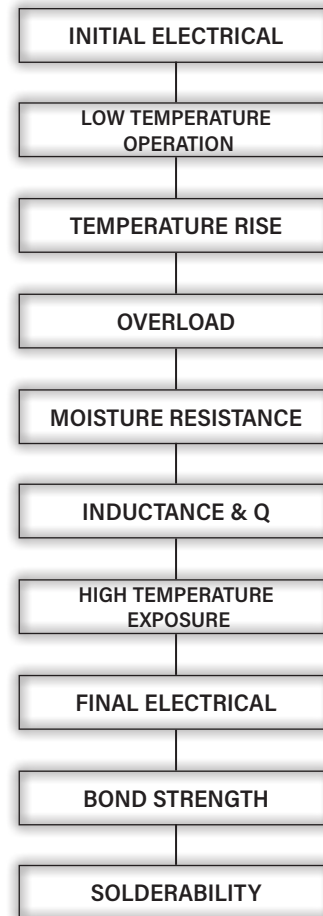 INITIAL ELECTRICAL
LOW TEMPERATURE
OPERATION
TEMPERATURE RISE
OVERLOAD
MOISTURE RESISTANCE
INDUCTANCE & Q
HIGH TEMPERATURE
EXPOSURE
FINAL ELECTRICAL
BOND STRENGTH
SOLDERABILITY